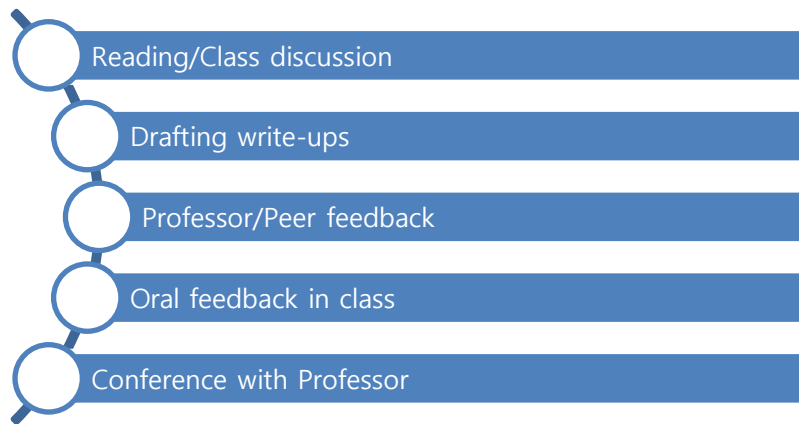 Reading/Class discussion
Drafting write-ups
Professor/Peer feedback
Oral feedback in class
Conference with Professor